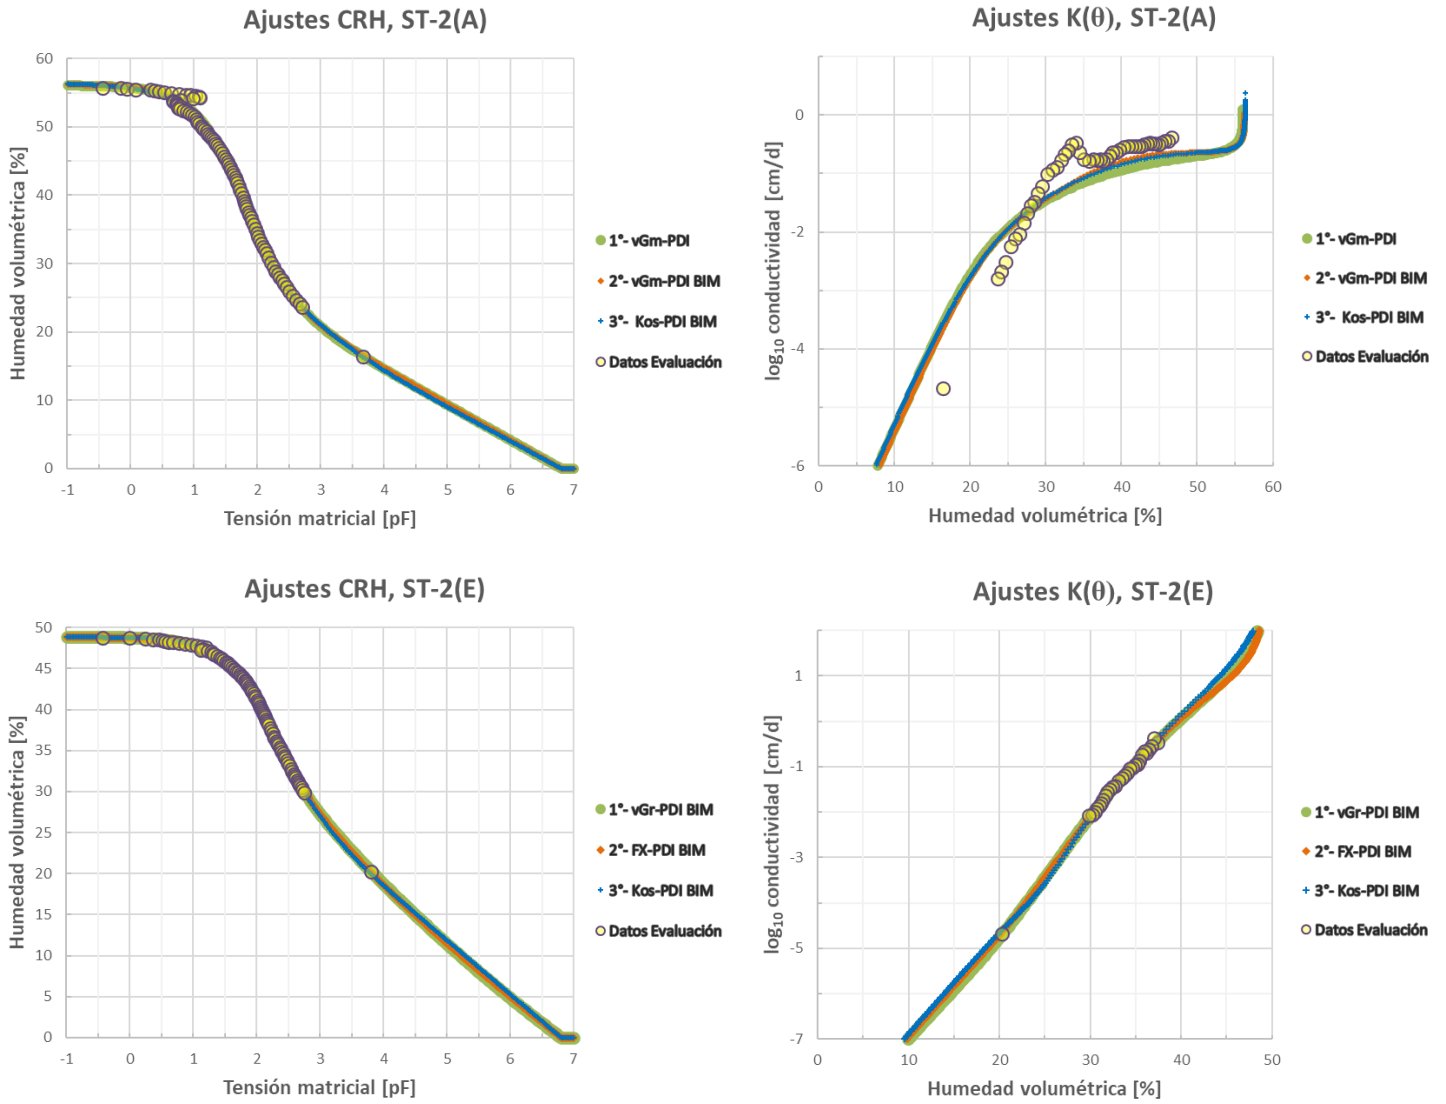 Ajustes CRH, ST-2(A)
60
50
40
30
20
10
0
-1 0 1 2 3 4 5 6 7
Humedad volumétrica [%]
Tensión matricial [pF]
1°- vGm-PDI
2°- vGm-PDI BIM
3°- Kos-PDI BIM
Datos Evaluación
Ajustes K(θ), ST-2(A)
0
-2
-4
-6
0 10 20 30 40 50 60
log10 conductividad [cm/d]
Humedad volumétrica [%]
1°- vGm-PDI
2°- vGm-PDI BIM
3°- Kos-PDI BIM
Datos Evaluación
Ajustes CRH, ST-2(E)
50
45
40
35
30
25
20
15
10
5
0
-1 0 1 2 3 4 5 6 7
Humedad volumétrica [%]
Tensión matricial [pF]
1°- vGr-PDI BIM
2°- FX-PDI BIM
3°- Kos-PDI BIM
Datos Evaluación
Ajustes K(θ), ST-2(E)
1
-1
-3
-5
-7
0 10 20 30 40 50
log10 conductividad [cm/d]
Humedad volumétrica [%]
1°- vGr-PDI BIM
2°- FX-PDI BIM
3°- Kos-PDI BIM
Datos Evaluación